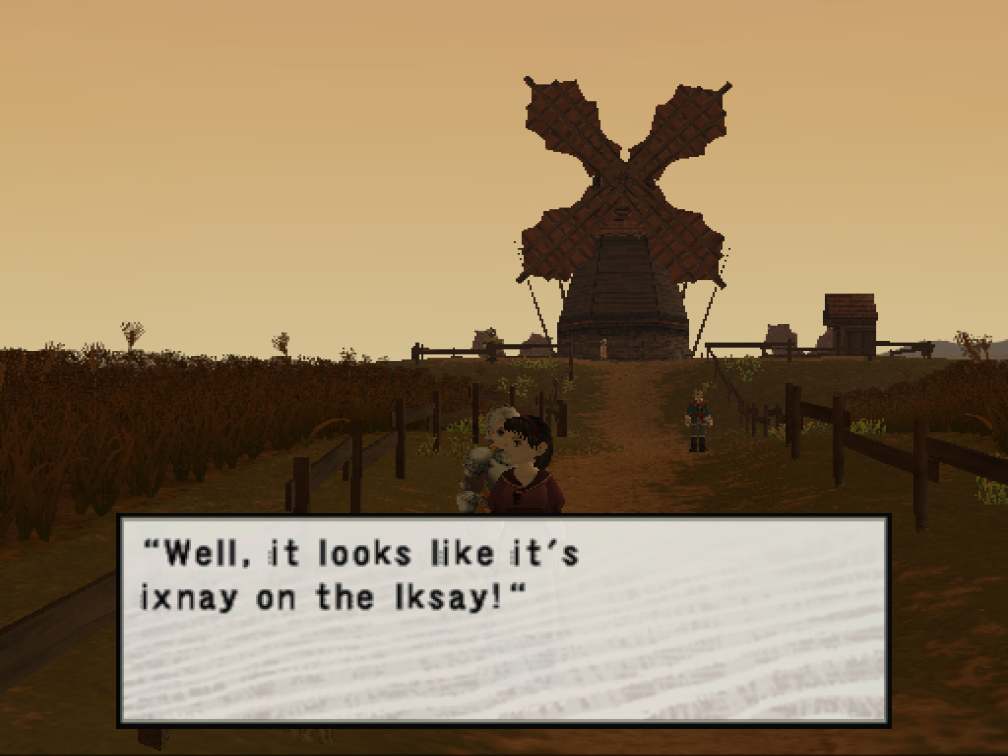 “Well, it looks like it's
ixnay on the Iksay!“